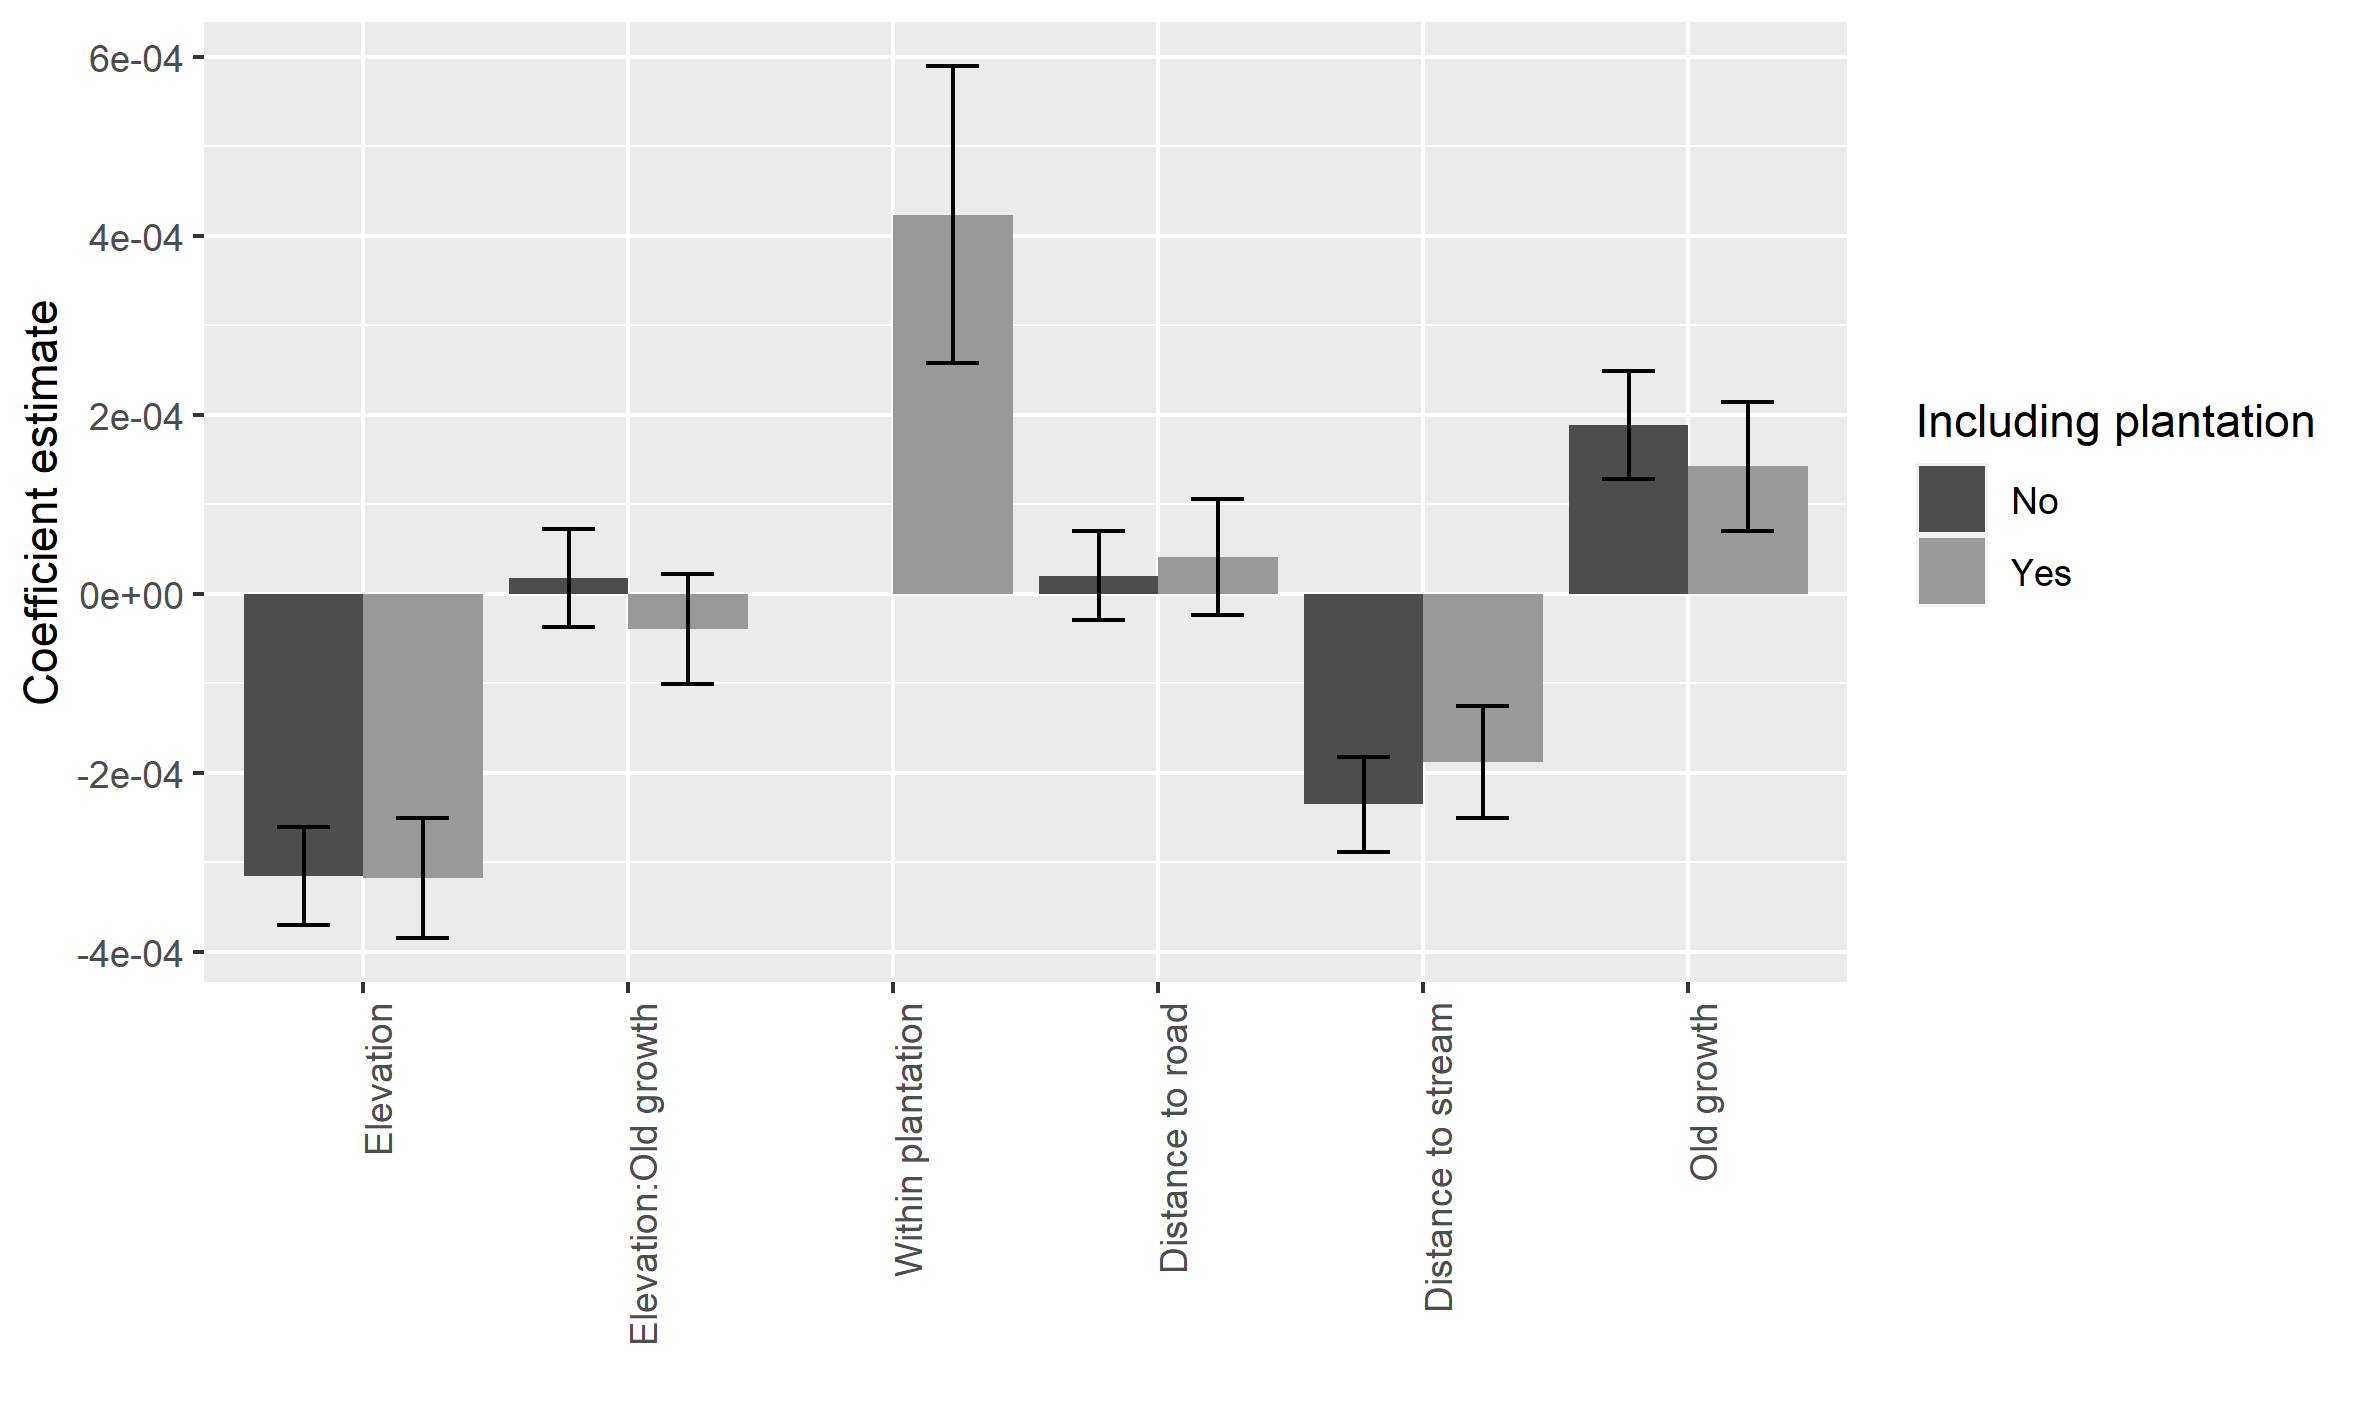 Coefficient estimate
6e-04
4e-04
2e-04
0e+00
-2e-04
-4e-04
Elevation
Elevation:Old growth
Within plantation
Distance to road
Distance to stream
Old growth
Including plantation
No
Yes